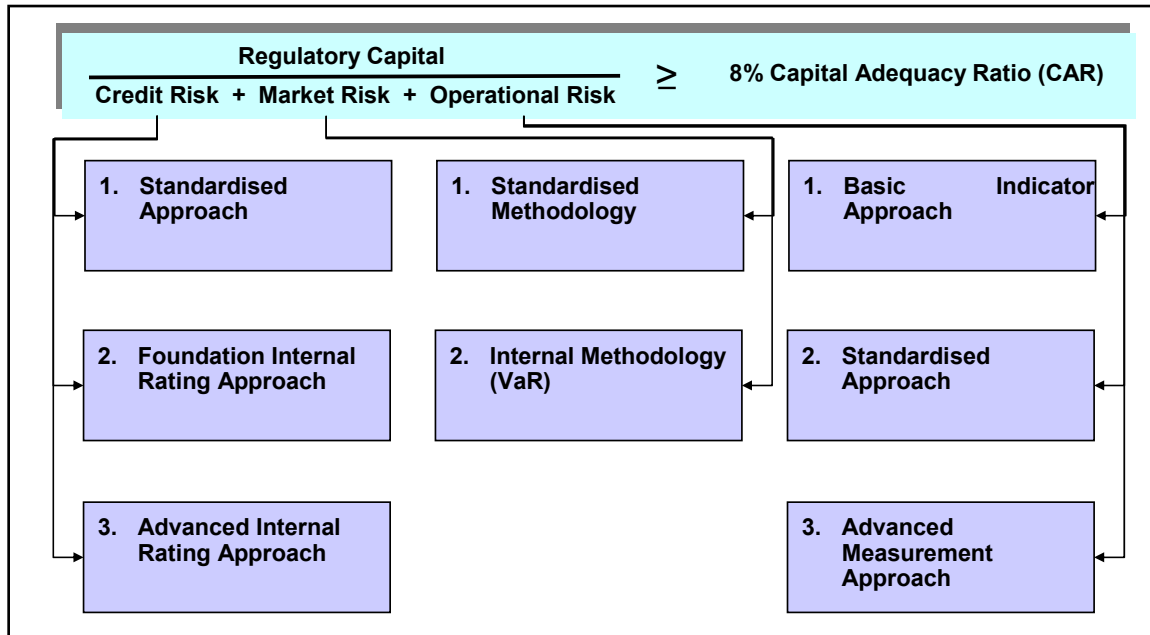 Regulatory Capital
Credit Risk + Market Risk + Operational Risk
≥
8% Capital Adequacy Ratio (CAR)
1. Standardised
Approach
1. Standardised
Methodology
1. Basic Indicator
Approach
2. Foundation Internal
Rating Approach
2. Internal Methodology
(VaR)
2. Standardised
Approach
3. Advanced Internal
Rating Approach
3. Advanced
Measurement
Approach